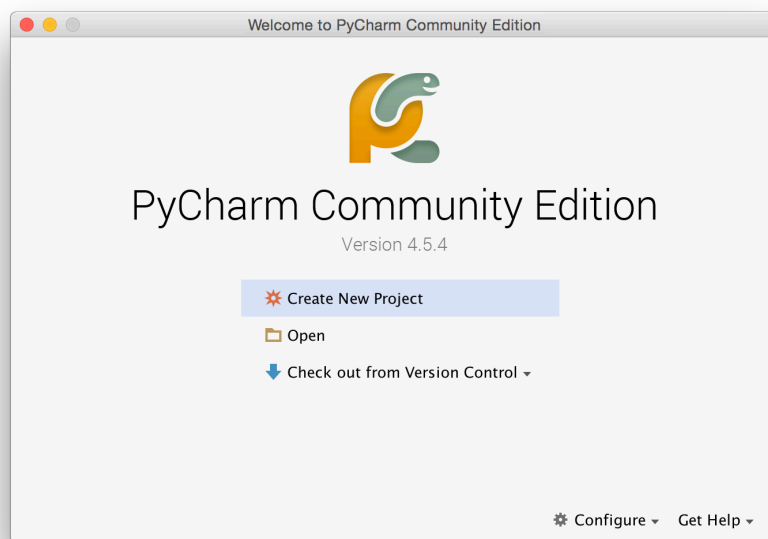 Welcome to PyCharm Community Edition
PyCharm Community Edition
Version 4.5.4
Create New Project
Open
Check out from Version Control
Configure Get Help